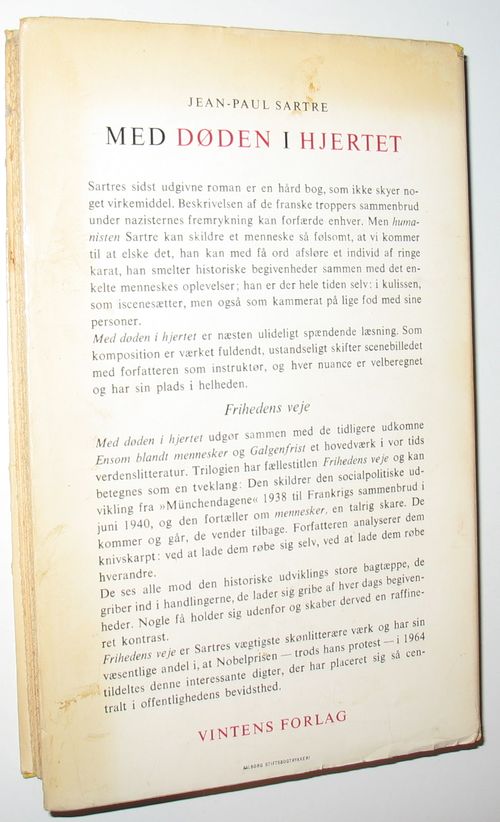 JEAN-PAUL SARTRE
MED DØDEN I HJERTET
Sartres sidst udgivne roman er en hård bog, som ikke skyer no-
get virkemiddel. Beskrivelsen af de franske troppers sammenbrud
under nazisternes fremrykning kan forfærde enhver. Men huma-
nisten Sartre kan skildre et menneske så følsomt, at vi kommer
til at elske det, han kan med få ord afsløre et individ af ringe
karat, han smelter historiske begivenheder sammen med det en-
kelte menneskes oplevelser; han er der hele tiden selv: i kulissen,
som iscenesætter, men også som kammerat på lige fod med sine
personer.
Med døden i hjertet er næsten ulideligt spændende læsning. Som
komposition er værket fuldendt, ustandseligt skifter scenebilledet
med forfatteren som instruktør, og hver nuance er velberegnet
og har sin plads i helheden.
Frihedens veje
Med døden i hjertet udgør sammen med de tidligere udkomne
Ensom blandt mennesker og Galgenfrist et hovedværk i vor tids
verdenslitteratur. Trilogien har fællestitlen Frihedens veje og kan
betegnes som en tveklang: Den skildrer den socialpolitiske ud-
vikling fra »Münchendagene« 1938 til Frankrigs sammenbrud i
juni 1940, og den fortæller om mennesker, en talrig skare. De
kommer og går, de vender tilbage. Forfatteren analyserer dem
knivskarpt: ved at lade dem røbe sig selv, ved at lade dem røbe
hverandre.
De ses alle mod den historiske udviklings store bagtæppe, de
griber ind i handlingerne, de lader sig gribe af hver dags begiven-
heder. Nogle få holder sig udenfor og skaber derved en raffine-
ret kontrast.
Frihedens veje er Sartres vægtigste skønlitterære værk og har sin
væsentlige andel i, at Nobelprisen — trods hans protest — i 1964
tildeltes denne interessante digter, der har placeret sig så cen-
tralt i offentlighedens bevidsthed.
VINTENS FORLAG
AALBORG STIFTSBOGTRYKKERI